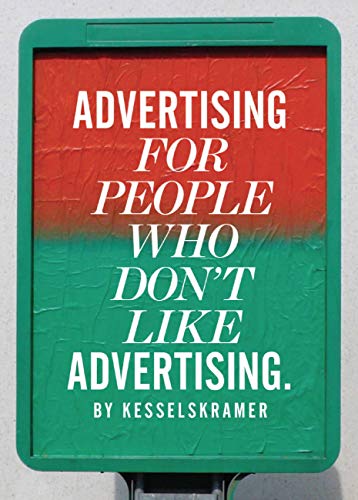 ADVERTISING
FOR
PEOPLE
WHO
DON'T
LIKE
ADVERTISING.
BY KESSELSKRAMER